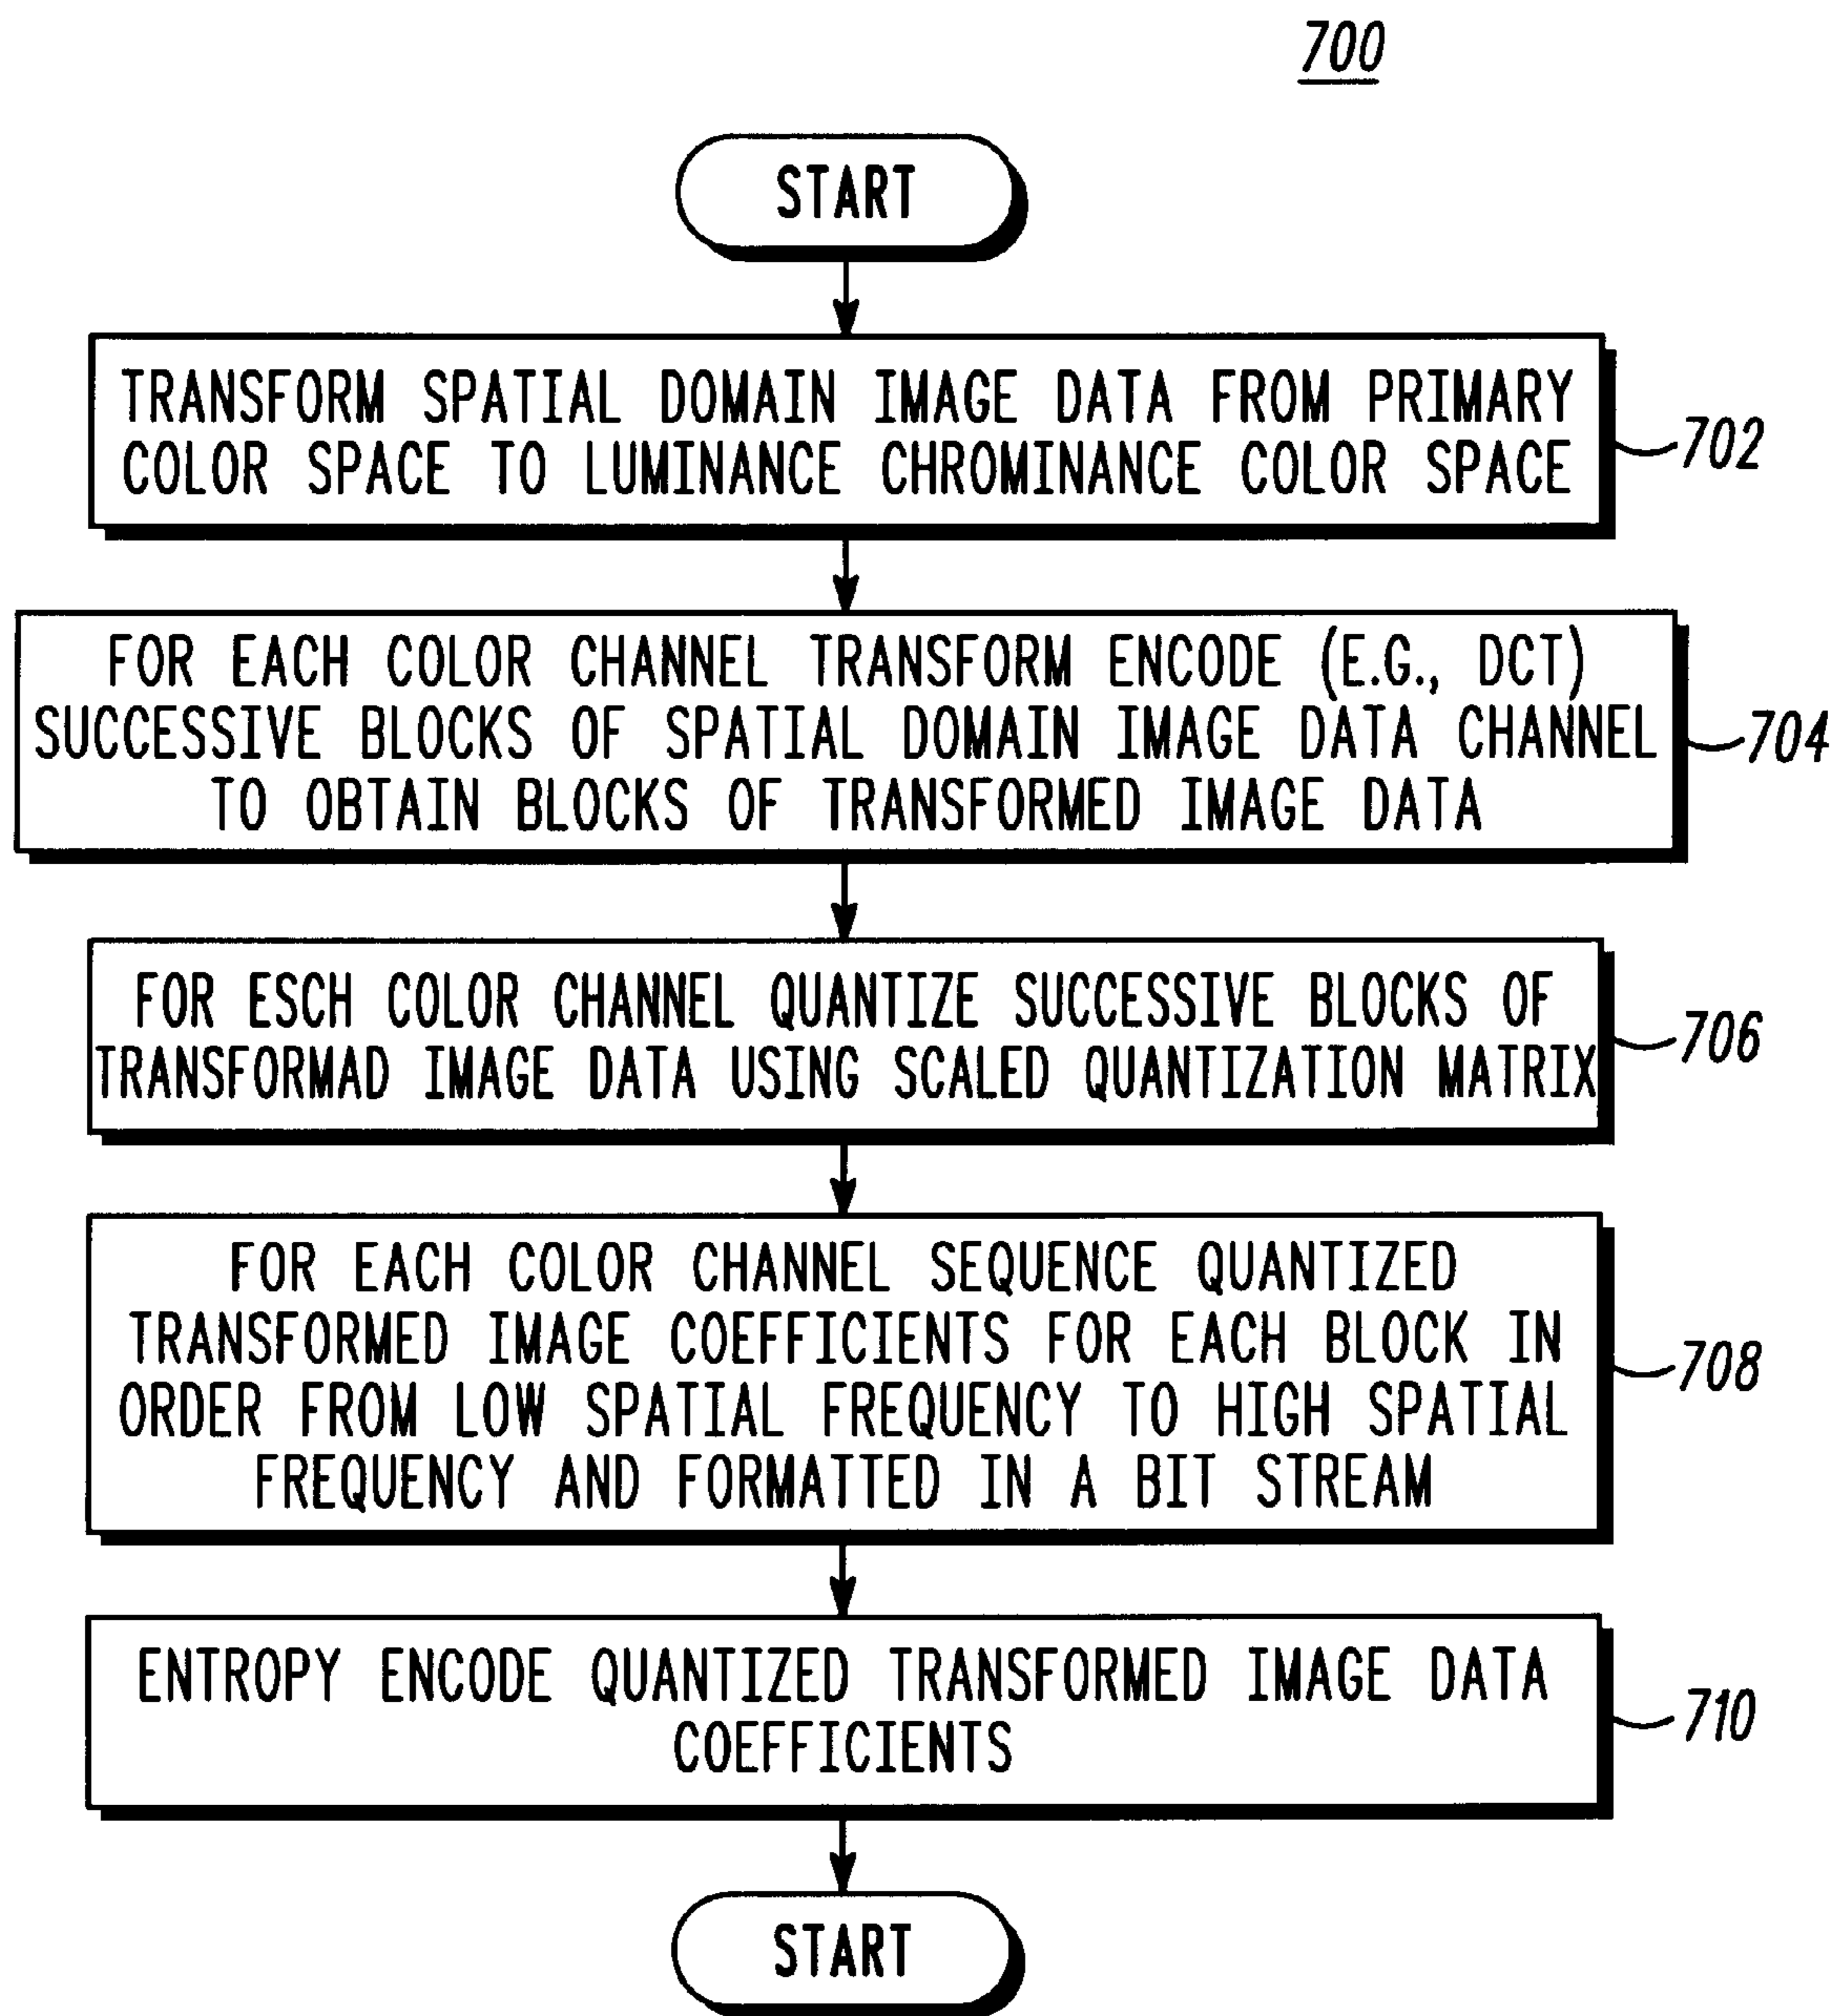 700
START
TRANSFORM SPATIAL DOMAIN IMAGE DATA FROM PRIMARY
COLOR SPACE TO LUMINANCE CHROMINANCE COLOR SPACE
702
FOR EACH COLOR CHANNEL TRANSFORM ENCODE (E.G., DCT)
SUCCESSIVE BLOCKS OF SPATIAL DOMAIN IMAGE DATA CHANNEL
TO OBTAIN BLOCKS OF TRANSFORMED IMAGE DATA
704
FOR ESCH COLOR CHANNEL QUANTIZE SUCCESSIVE BLOCKS OF
TRANSFORMAD IMAGE DATA USING SCALED QUANTIZATION MATRIX
706
FOR EACH COLOR CHANNEL SEQUENCE QUANTIZED
TRANSFORMED IMAGE COEFFICIENTS FOR EACH BLOCK IN
ORDER FROM LOW SPATIAL FREQUENCY TO HIGH SPATIAL
FREQUENCY AND FORMATTED IN A BIT STREAM
708
ENTROPY ENCODE QUANTIZED TRANSFORMED IMAGE DATA
COEFFICIENTS
710
START